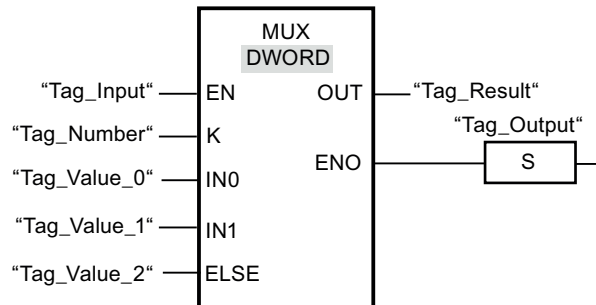 MUX
DWORD
“Tag_Input“ EN OUT “Tag_Result“
“Tag_Output“
“Tag_Number“ K
ENO S
“Tag_Value_0“ IN0
“Tag_Value_1“ IN1
“Tag_Value_2“ ELSE